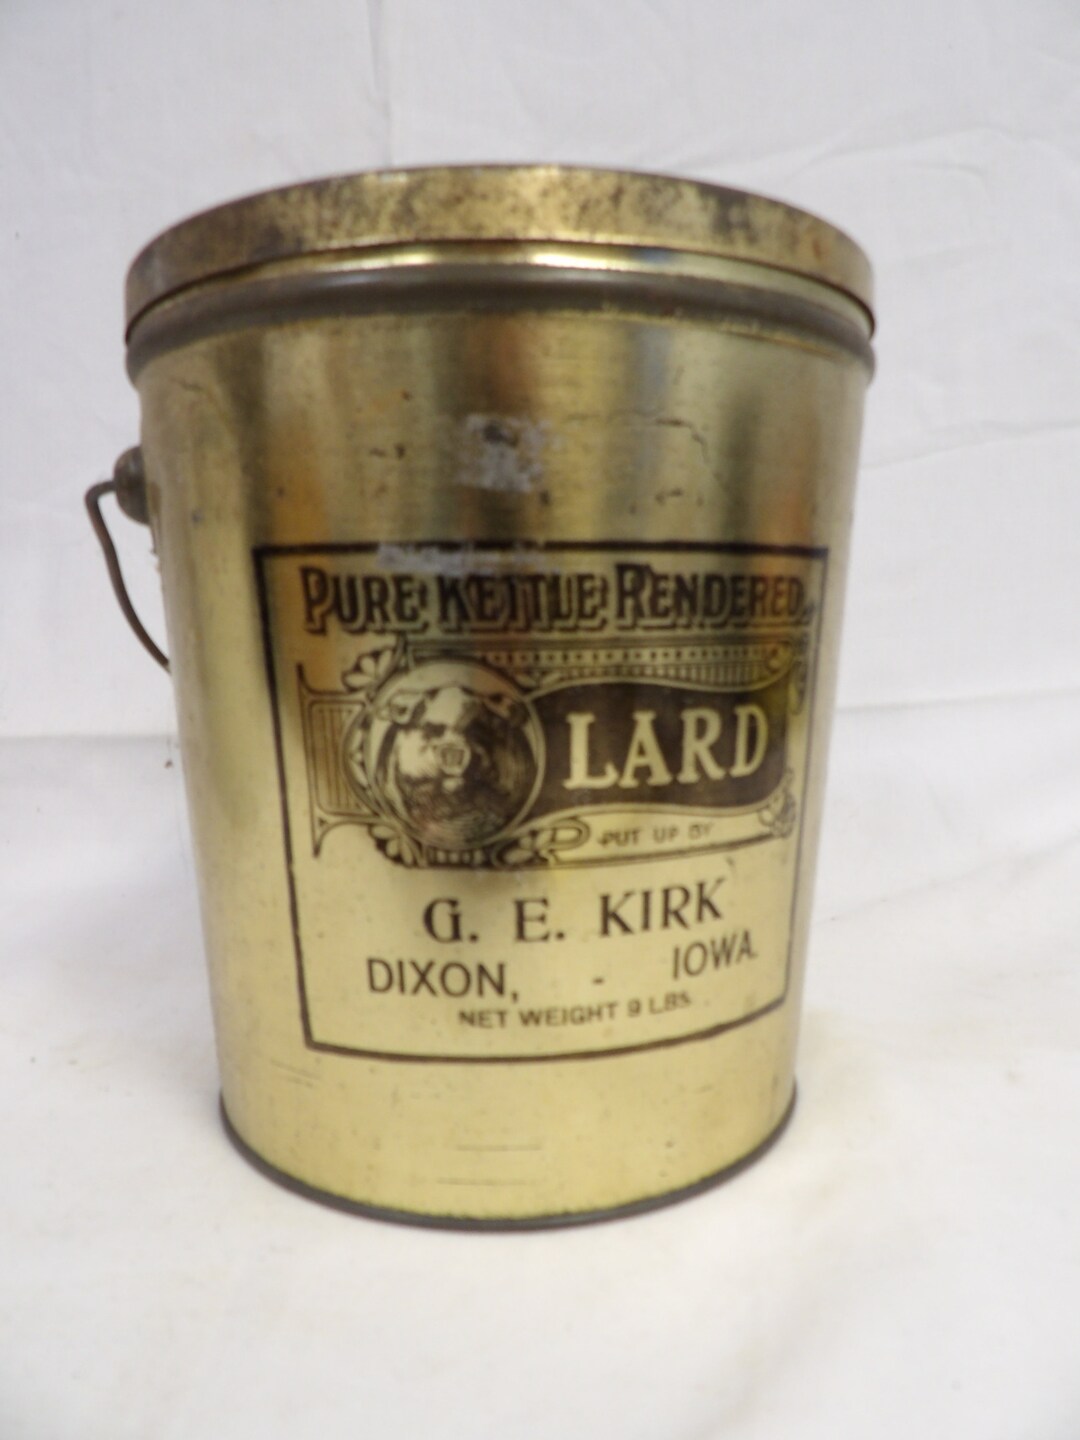 PURE KETTLE RENDERED
LARD
PUT UP BY
G. E. KIRK
DIXON, - IOWA.
NET WEIGHT 9 LBS.